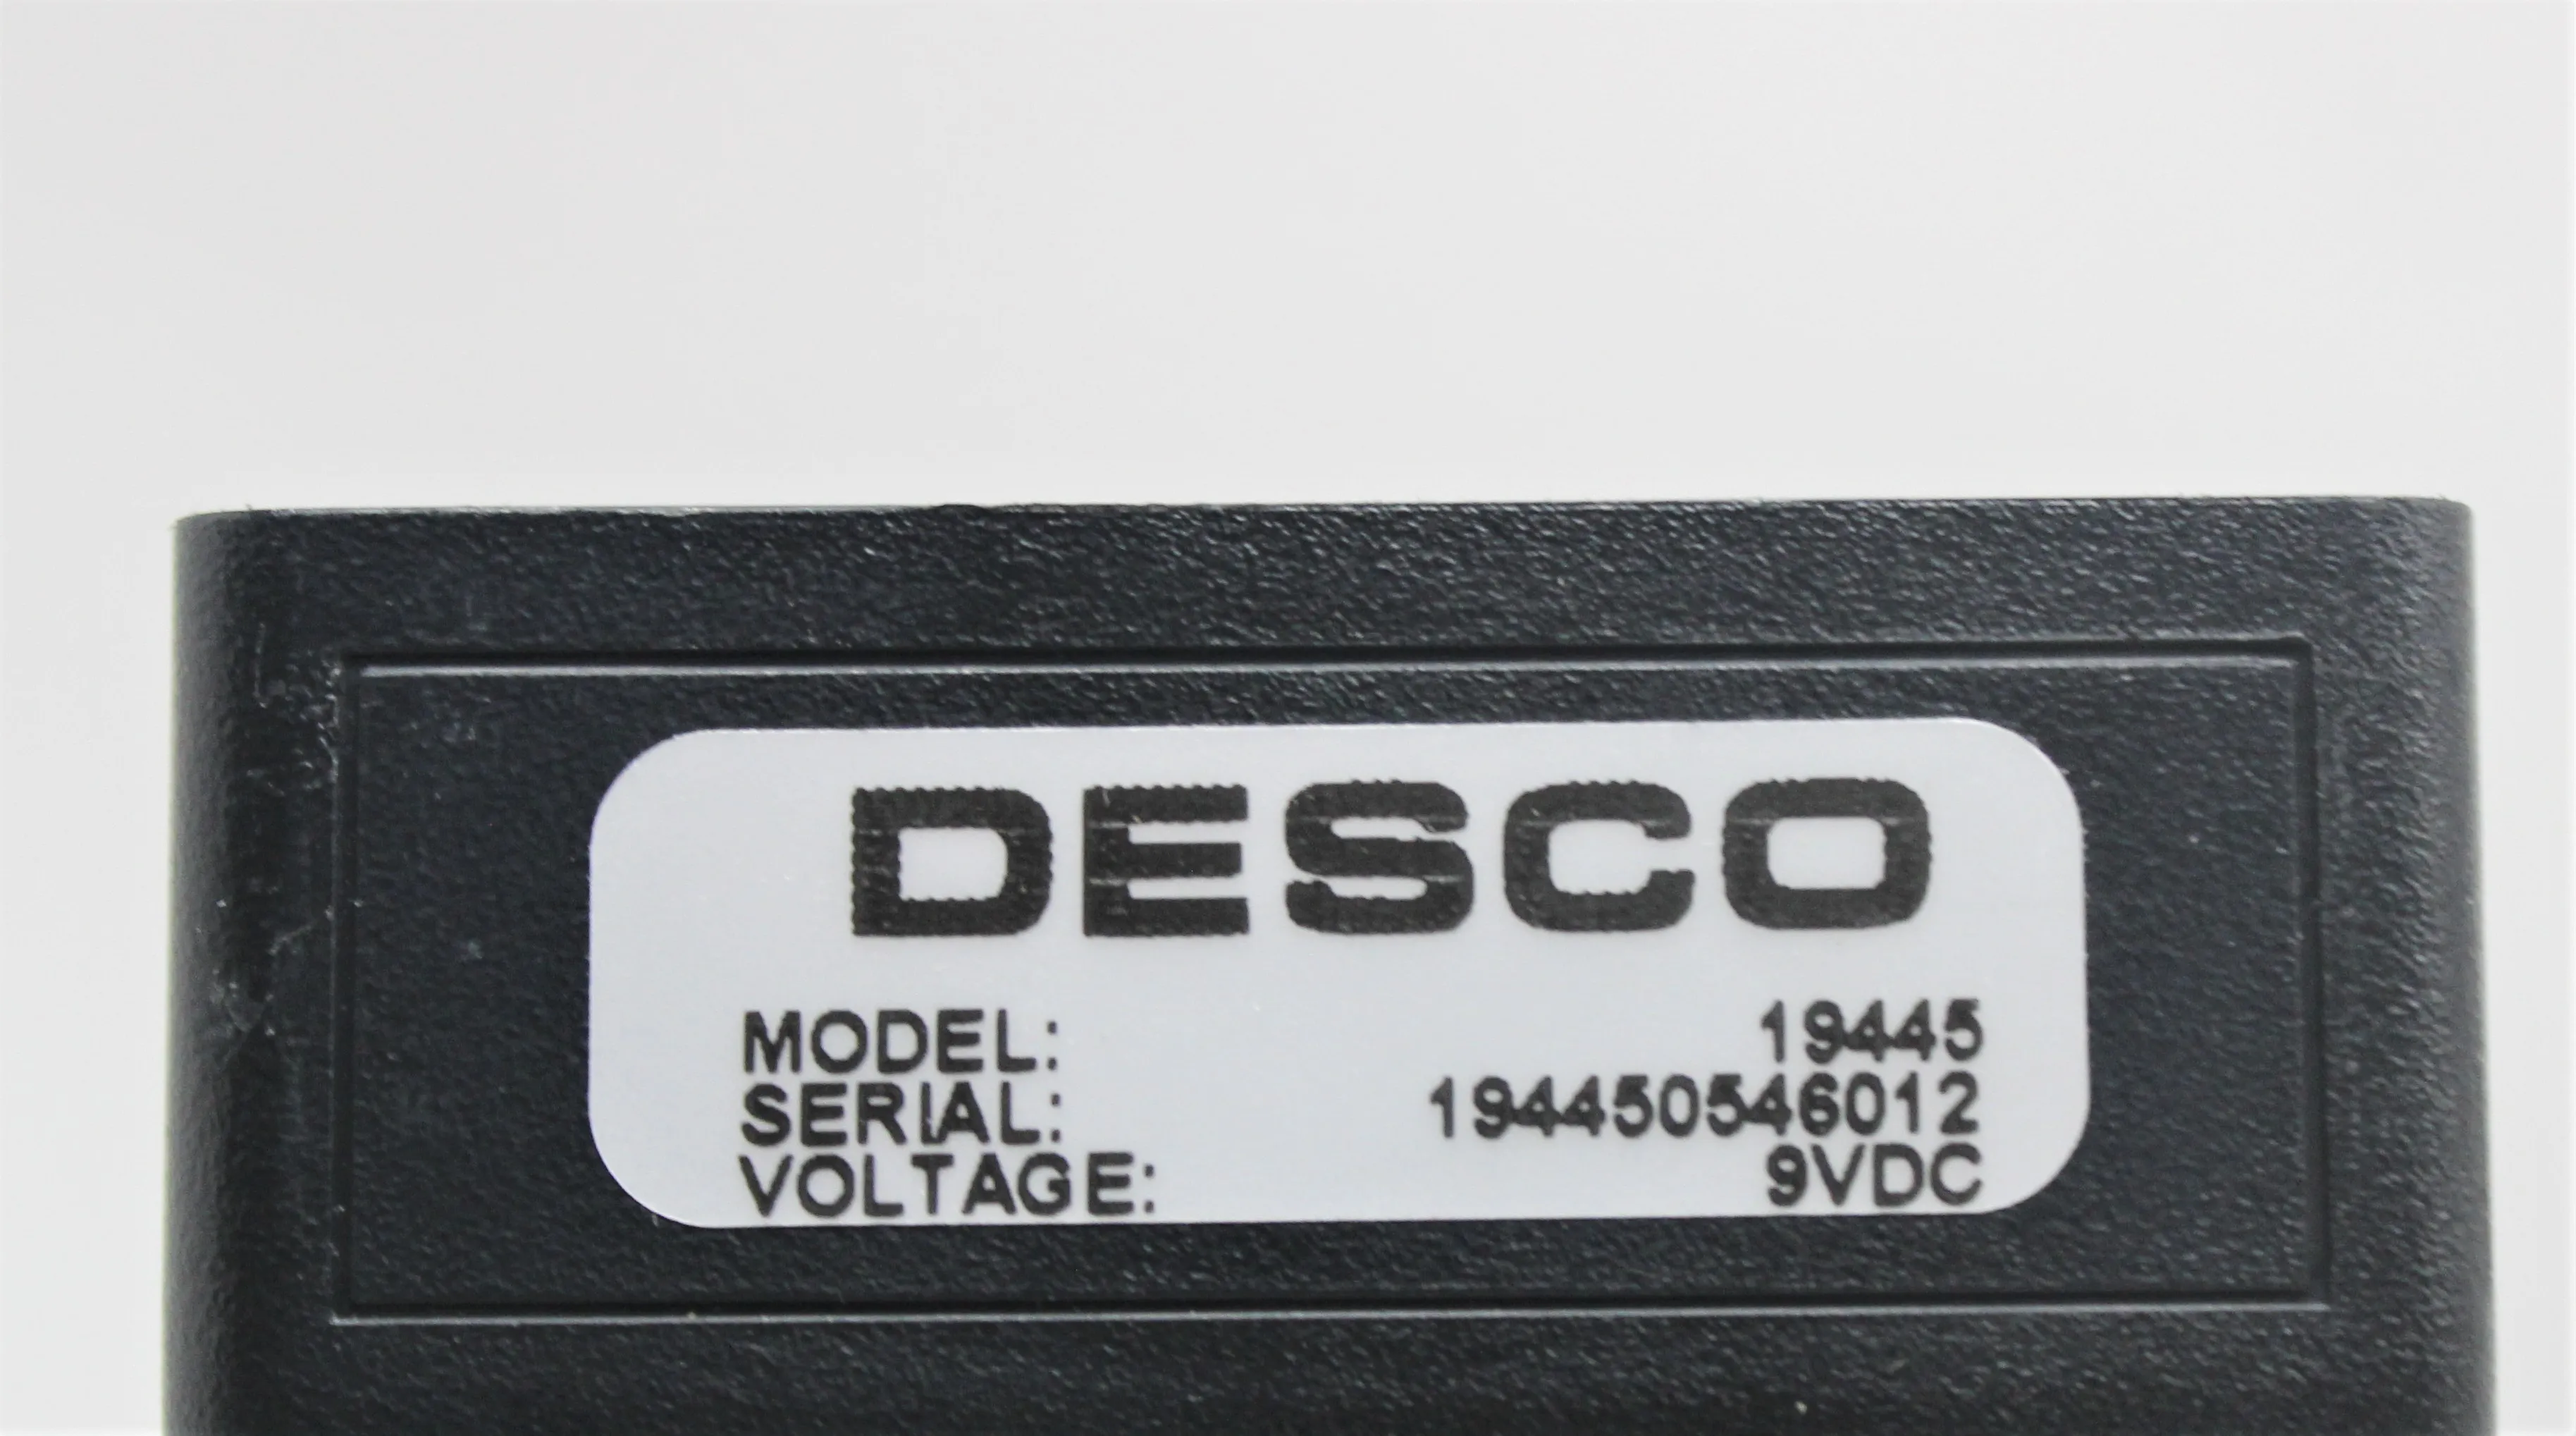 DESCO
MODEL: 19445
SERIAL: 194450546012
VOLTAGE: 9VDC